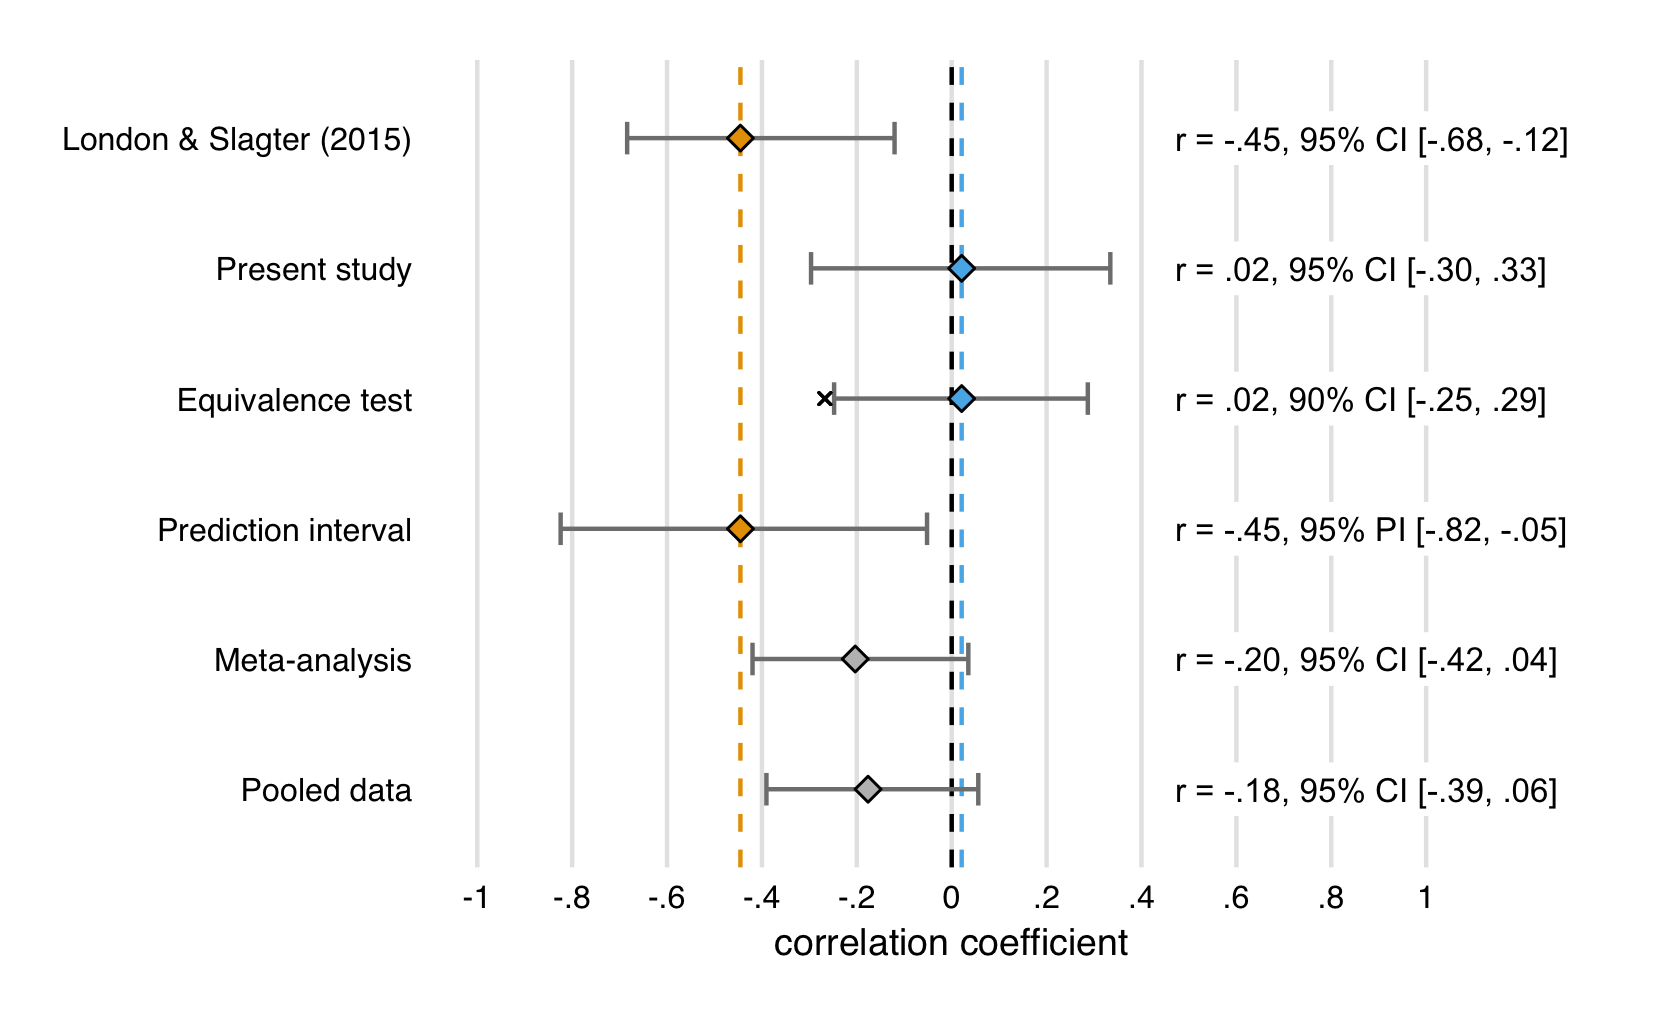 London & Slagter (2015) r = -.45, 95% CI [-.68, -.12]
Present study r = .02, 95% CI [-.30, .33]
Equivalence test r = .02, 90% CI [-.25, .29]
Prediction interval r = -.45, 95% PI [-.82, -.05]
Meta-analysis r = -.20, 95% CI [-.42, .04]
Pooled data r = -.18, 95% CI [-.39, .06]
-1 -.8 -.6 -.4 -.2 0 .2 .4 .6 .8 1
correlation coefficient